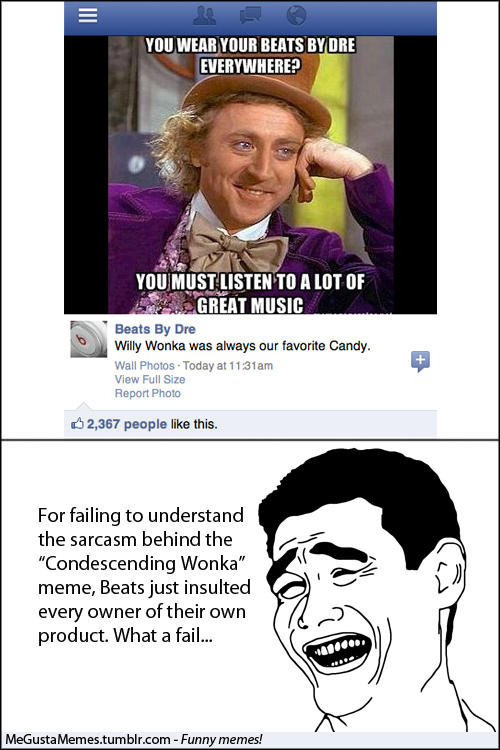 YOU WEAR YOUR BEATS BY DRE
EVERYWHERE?
YOU MUST LISTEN TO A LOT OF
GREAT MUSIC
Beats By Dre
Willy Wonka was always our favorite Candy.
Wall Photos · Today at 11:31am
View Full Size
Report Photo
2,367 people like this.
For failing to understand
the sarcasm behind the
“Condescending Wonka”
meme, Beats just insulted
every owner of their own
product. What a fail...
MeGustaMemes.tumblr.com - Funny memes!